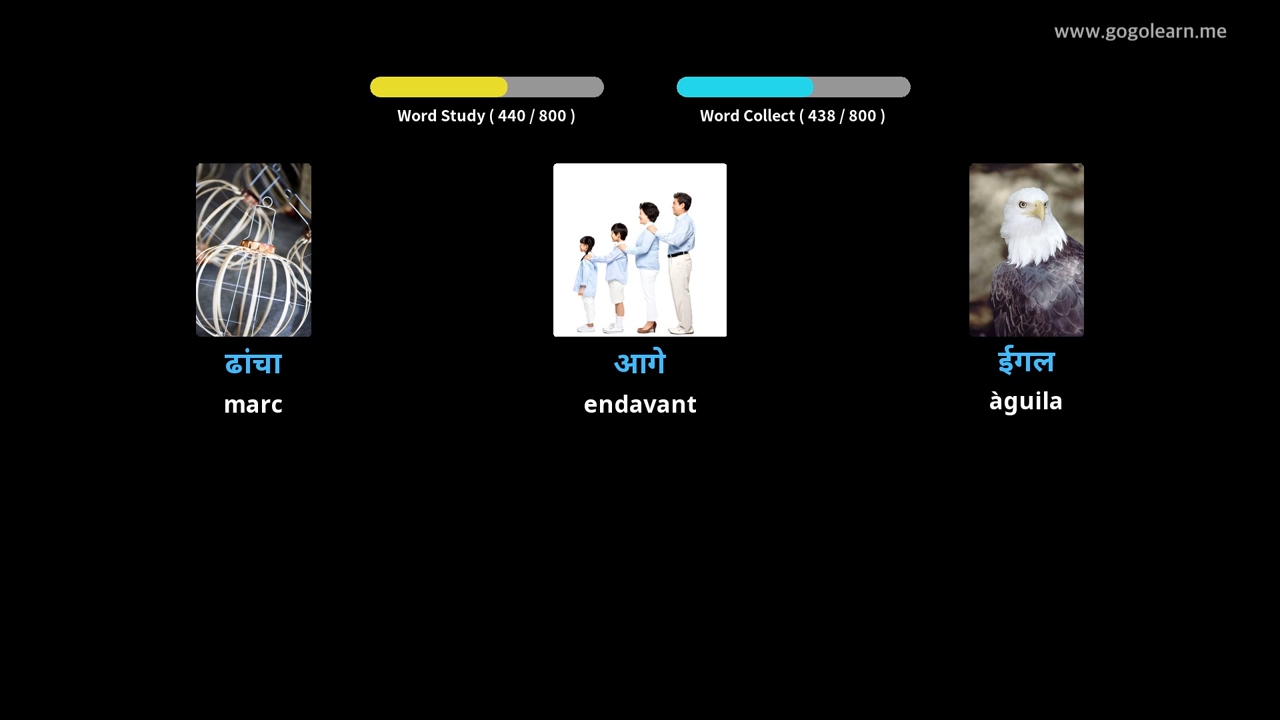 www.gogolearn.me
Word Study ( 440 / 800 )
Word Collect ( 438 / 800 )
ढांचा
marc
आगे
endavant
ईगल
àguila